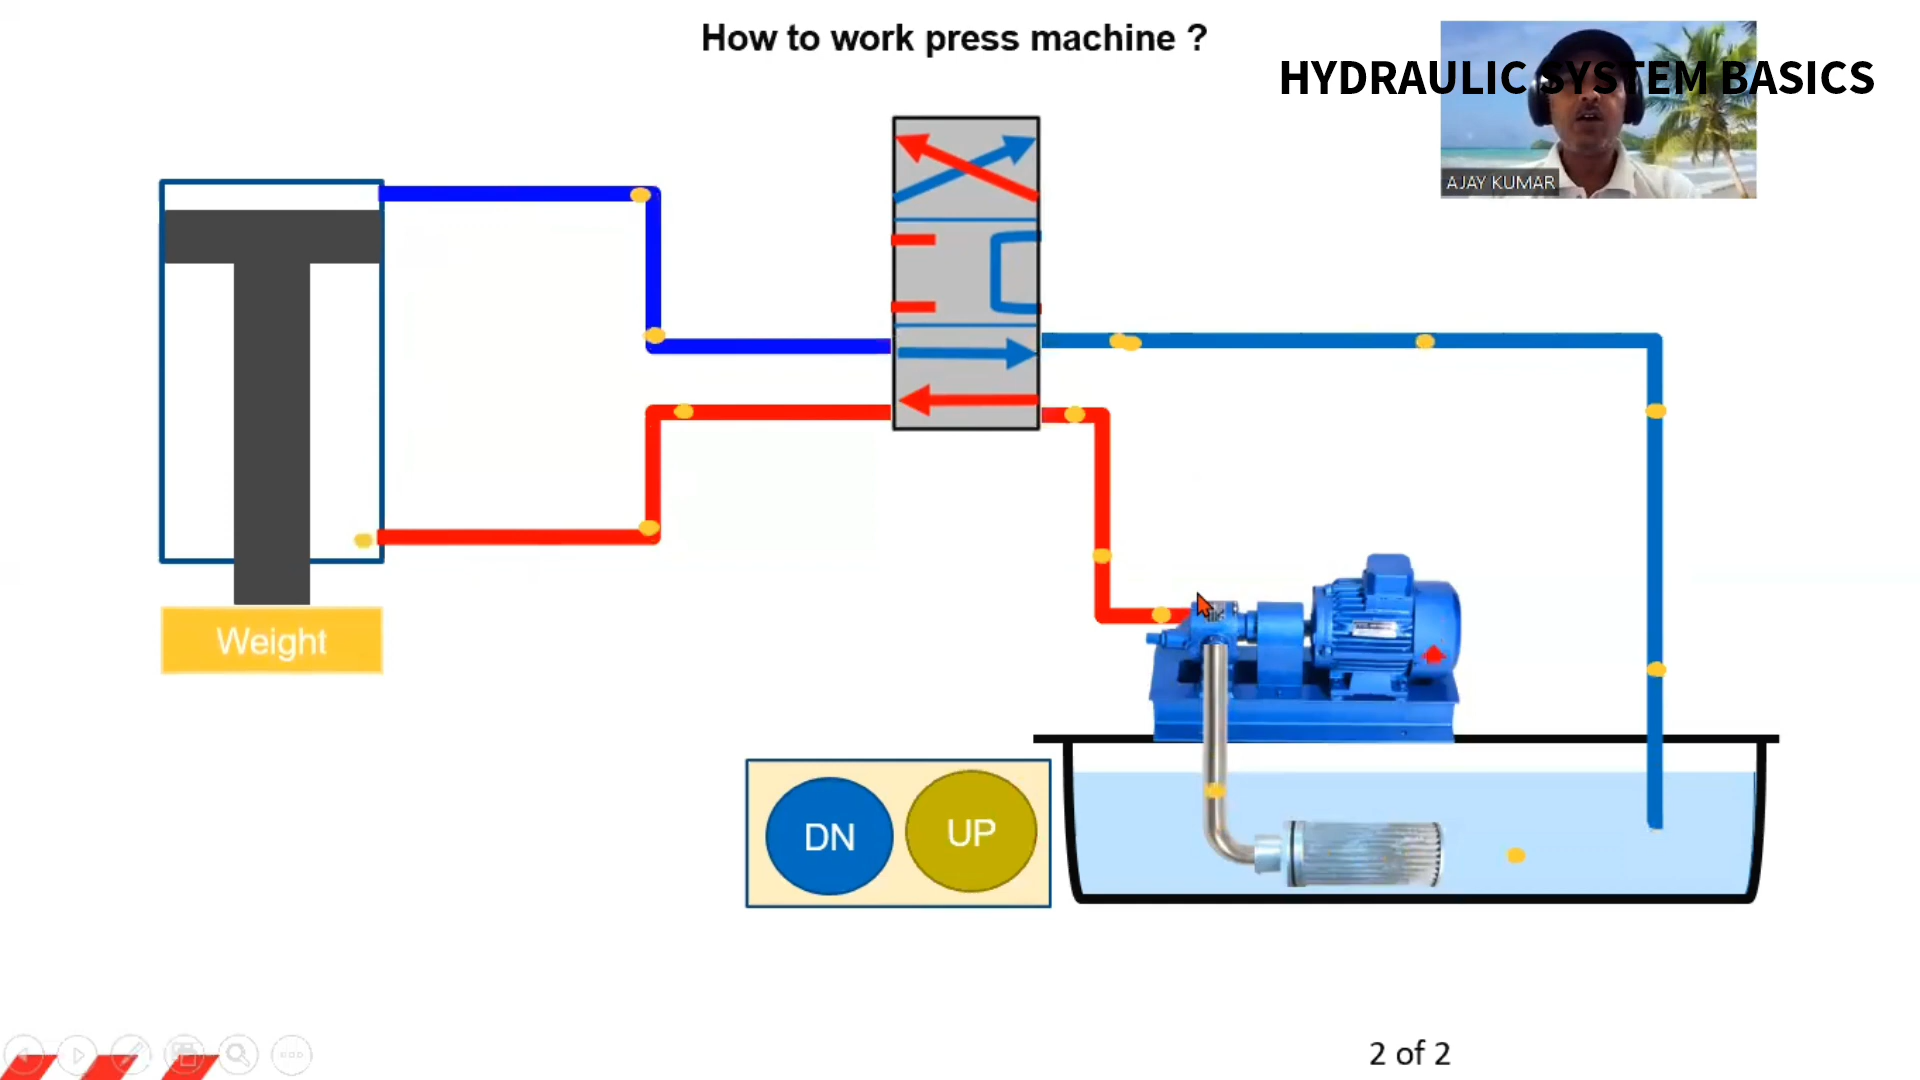 How to work press machine ?
HYDRAULIC SYSTEM BASICS
AJAY KUMAR
Weight
DN
UP
2 of 2